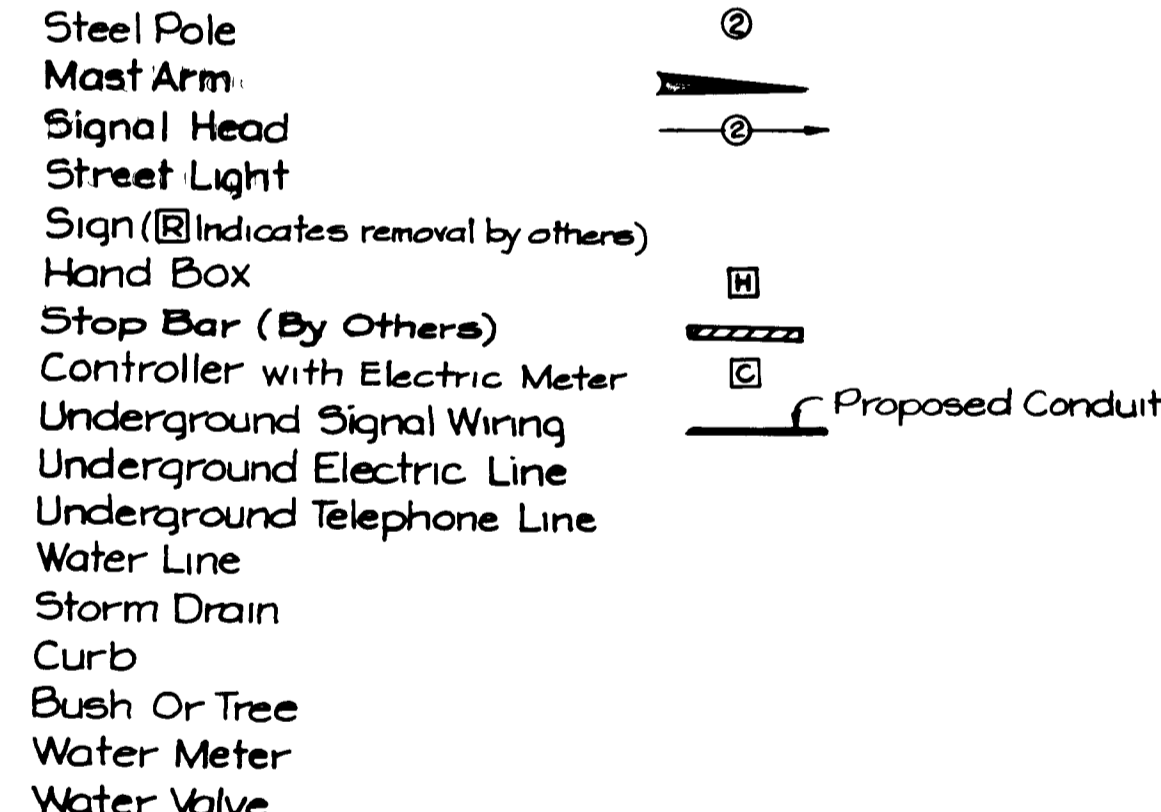 Steel Pole ②
Mast Arm
Signal Head ②
Street Light
Sign (R Indicates removal by others)
Hand Box H
Stop Bar (By Others)
Controller with Electric Meter C
Underground Signal Wiring Proposed Conduit
Underground Electric Line
Underground Telephone Line
Water Line
Storm Drain
Curb
Bush Or Tree
Water Meter
Water Valve